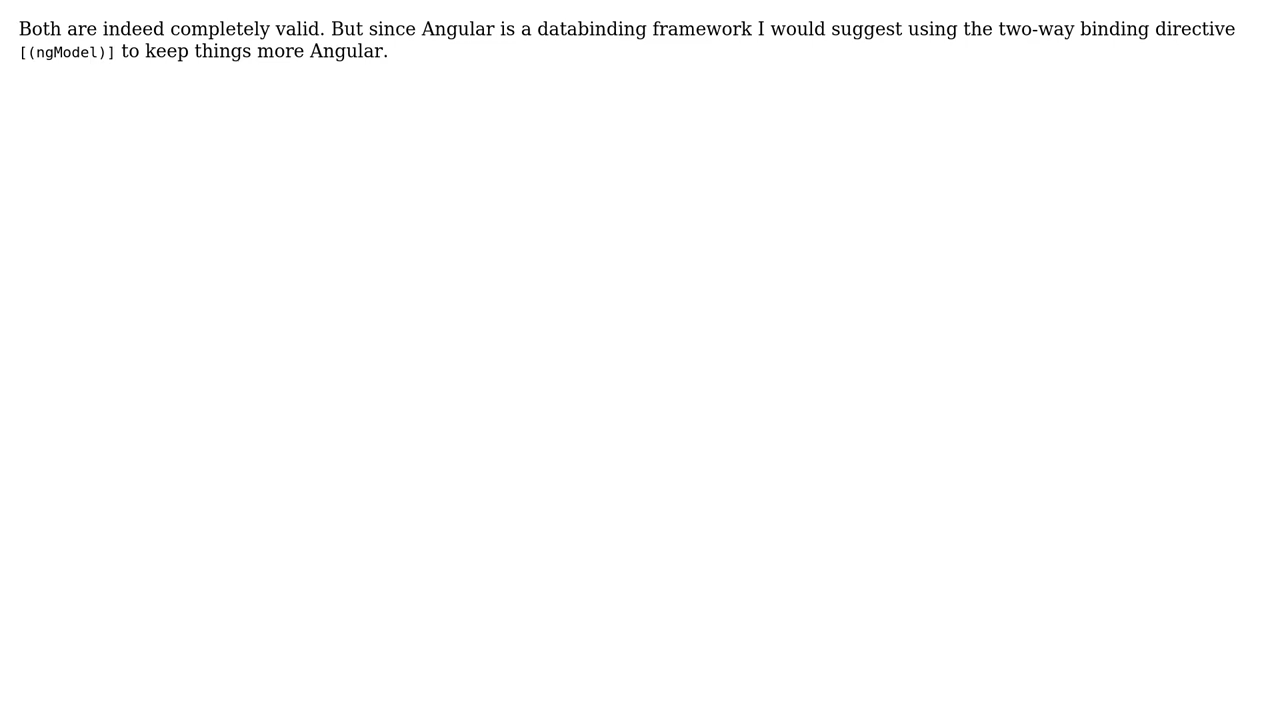 Both are indeed completely valid. But since Angular is a databinding framework I would suggest using the two-way binding directive
[(ngModel)] to keep things more Angular.